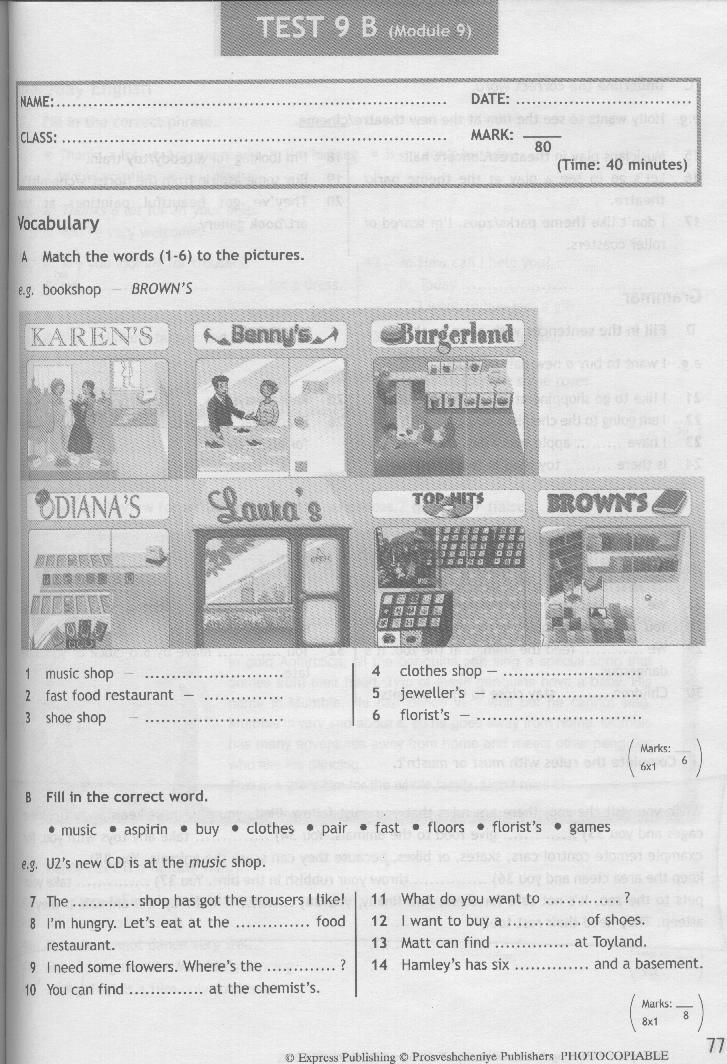 TEST 9 B (Module 9)
NAME:........................................................ DATE: ........................................
CLASS:........................................................ MARK: ____
80
(Time: 40 minutes)
Vocabulary
A Match the words (1-6) to the pictures.
e.g. bookshop – BROWN'S
KAREN'S Benny's Burgerland
DIANA'S Laura's TOP HITS BROWN'S
OPEN
1 music shop – ........................................
2 fast food restaurant – ..............................
3 shoe shop – ........................................
4 clothes shop – ........................................
5 jeweller's – ........................................
6 florist's – ........................................
(Marks: __
6x1 6)
B Fill in the correct word.
• music • aspirin • buy • clothes • pair • fast • floors • florist's • games
e.g. U2's new CD is at the music shop.
7 The ............. shop has got the trousers I like!
8 I'm hungry. Let's eat at the ............. food
restaurant.
9 I need some flowers. Where's the ............. ?
10 You can find ............. at the chemist's.
11 What do you want to ............. ?
12 I want to buy a ............. of shoes.
13 Matt can find ............. at Toyland.
14 Hamley's has six ............. and a basement.
(Marks: __
8x1 8)
77
© Express Publishing © Prosveshcheniye Publishers PHOTOCOPIABLE